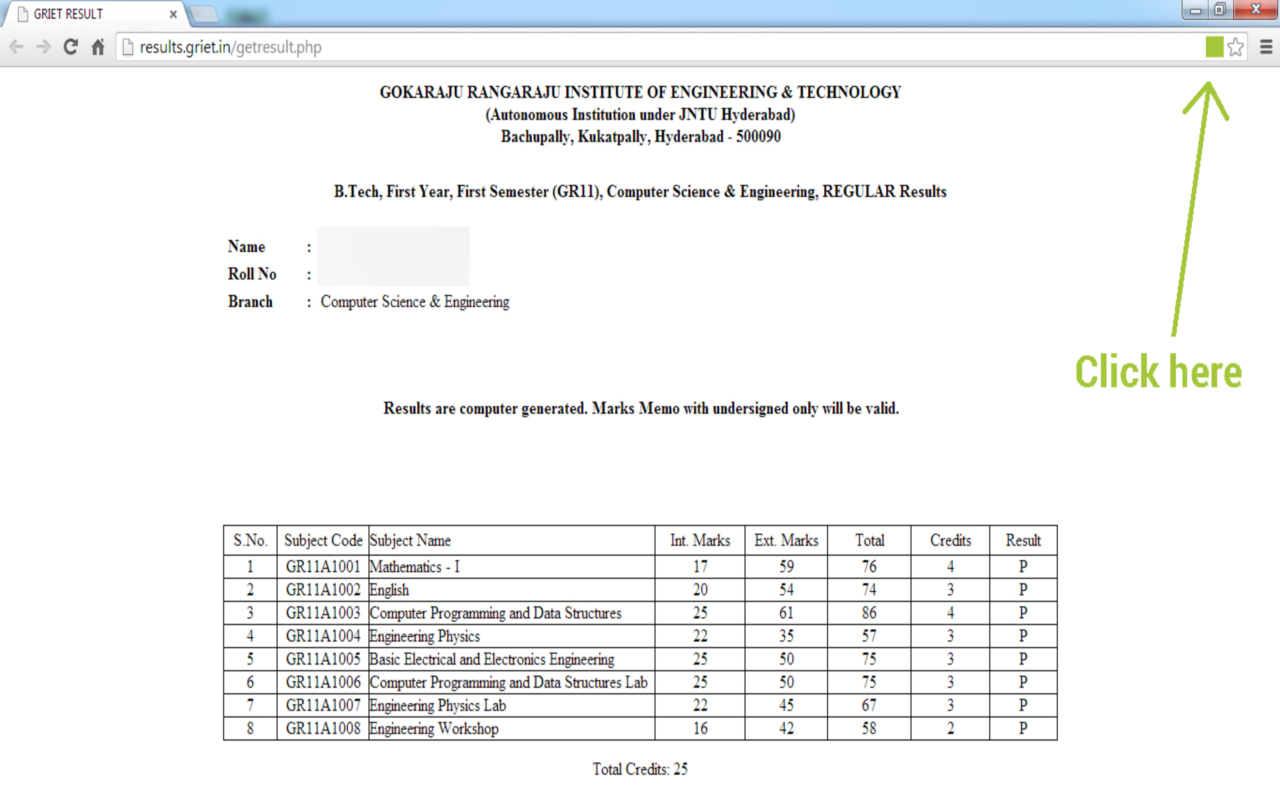 GRIET RESULT
results.griet.in/getresult.php
GOKARAJU RANGARAJU INSTITUTE OF ENGINEERING & TECHNOLOGY
(Autonomous Institution under JNTU Hyderabad)
Bachupally, Kukatpally, Hyderabad - 500090
B.Tech, First Year, First Semester (GR11), Computer Science & Engineering, REGULAR Results
Name :
Roll No :
Branch : Computer Science & Engineering
Click here
Results are computer generated. Marks Memo with undersigned only will be valid.
S.No. Subject Code Subject Name Int. Marks Ext. Marks Total Credits Result
1 GR11A1001 Mathematics - I 17 59 76 4 P
2 GR11A1002 English 20 54 74 3 P
3 GR11A1003 Computer Programming and Data Structures 25 61 86 4 P
4 GR11A1004 Engineering Physics 22 35 57 3 P
5 GR11A1005 Basic Electrical and Electronics Engineering 25 50 75 3 P
6 GR11A1006 Computer Programming and Data Structures Lab 25 50 75 3 P
7 GR11A1007 Engineering Physics Lab 22 45 67 3 P
8 GR11A1008 Engineering Workshop 16 42 58 2 P
Total Credits: 25